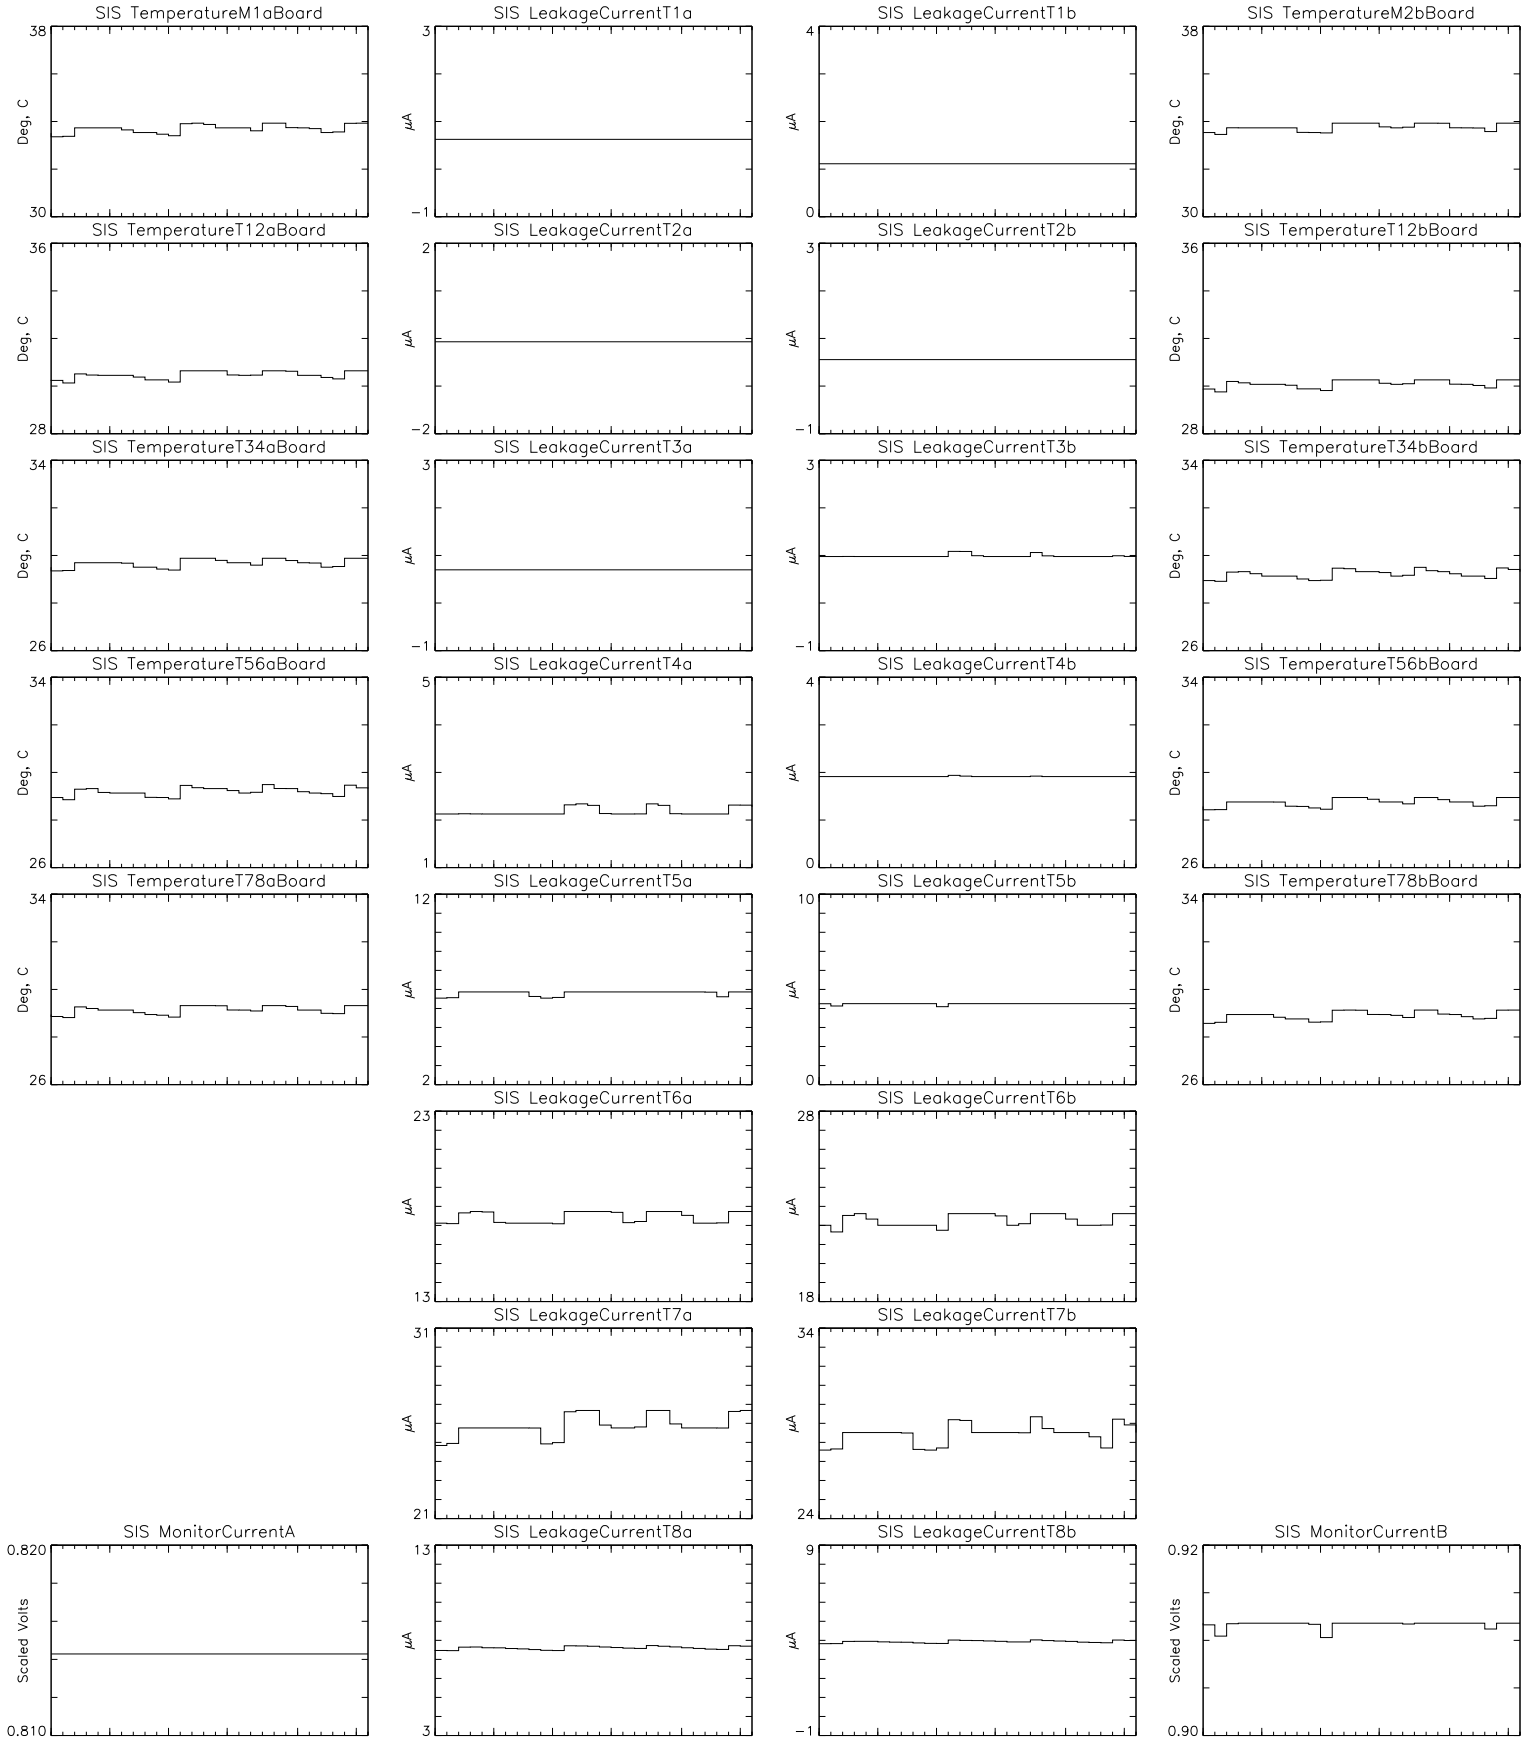 SIS TemperatureM1aBoard
38
Deg, C
30
SIS LeakageCurrentT1a
3
μA
-1
SIS LeakageCurrentT1b
4
μA
0
SIS TemperatureM2bBoard
38
Deg, C
30
SIS TemperatureT12aBoard
36
Deg, C
28
SIS LeakageCurrentT2a
2
μA
-2
SIS LeakageCurrentT2b
3
μA
-1
SIS TemperatureT12bBoard
36
Deg, C
28
SIS TemperatureT34aBoard
34
Deg, C
26
SIS LeakageCurrentT3a
3
μA
-1
SIS LeakageCurrentT3b
3
μA
-1
SIS TemperatureT34bBoard
34
Deg, C
26
SIS TemperatureT56aBoard
34
Deg, C
26
SIS LeakageCurrentT4a
5
μA
1
SIS LeakageCurrentT4b
4
μA
0
SIS TemperatureT56bBoard
34
Deg, C
26
SIS TemperatureT78aBoard
34
Deg, C
26
SIS LeakageCurrentT5a
12
μA
2
SIS LeakageCurrentT5b
10
μA
0
SIS TemperatureT78bBoard
34
Deg, C
26
SIS LeakageCurrentT6a
23
μA
13
SIS LeakageCurrentT6b
28
μA
18
SIS LeakageCurrentT7a
31
μA
21
SIS LeakageCurrentT7b
34
μA
24
SIS MonitorCurrentA
0.820
Scaled Volts
0.810
SIS LeakageCurrentT8a
13
μA
3
SIS LeakageCurrentT8b
9
μA
-1
SIS MonitorCurrentB
0.92
Scaled Volts
0.90